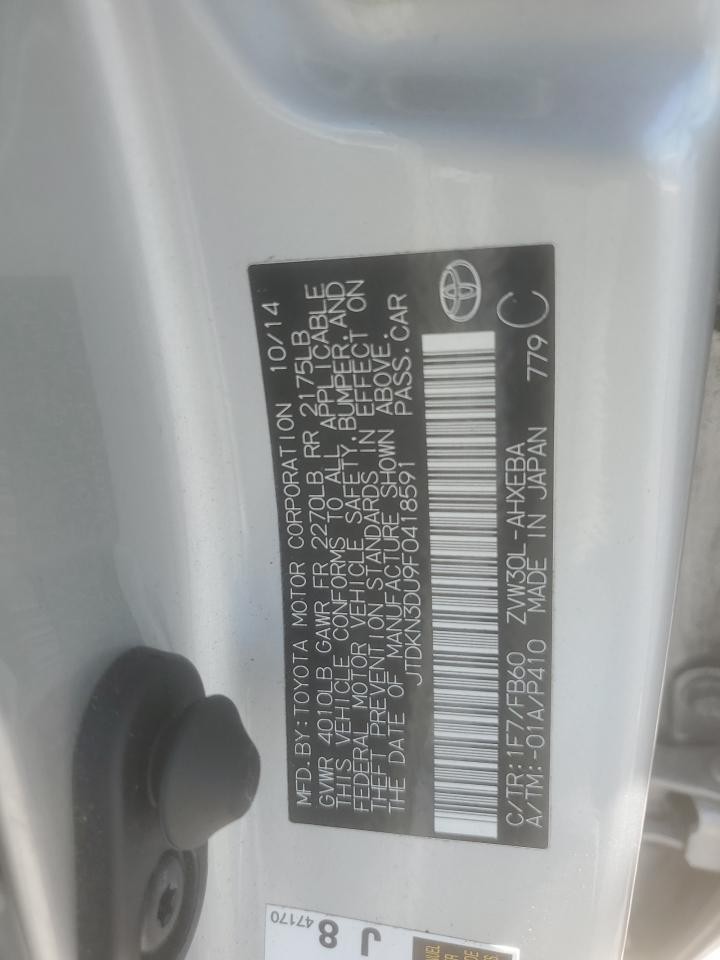 MFD.BY:TOYOTA MOTOR CORPORATION 10/14
GVWR 4010LB GAWR FR 2270LB RR 2175LB
THIS VEHICLE CONFORMS TO ALL APPLICABLE
FEDERAL MOTOR VEHICLE SAFETY,BUMPER,AND
THEFT PREVENTION STANDARDS IN EFFECT ON
THE DATE OF MANUFACTURE SHOWN ABOVE.
JTDKN3DU9F0418591 PASS.CAR
C/TR:1F7/FB60 ZVW30L-AHXEBA
A/TM:-01A/P410 MADE IN JAPAN 779 C
47170
J 8